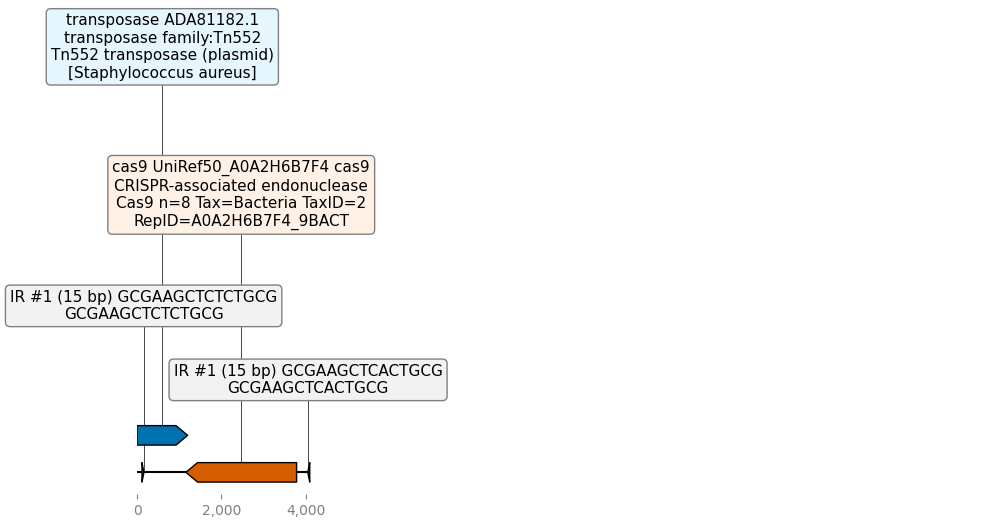 transposase ADA81182.1
transposase family:Tn552
Tn552 transposase (plasmid)
[Staphylococcus aureus]
cas9 UniRef50_A0A2H6B7F4 cas9
CRISPR-associated endonuclease
Cas9 n=8 Tax=Bacteria TaxID=2
RepID=A0A2H6B7F4_9BACT
IR #1 (15 bp) GCGAAGCTCTCTGCG
GCGAAGCTCTCTGCG
IR #1 (15 bp) GCGAAGCTCACTGCG
GCGAAGCTCACTGCG
0 2,000 4,000